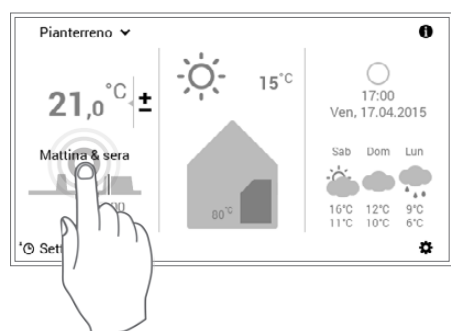 Pianterreno
21,0 °C ±
Mattina & sera
15°C
80°C
17:00
Ven, 17.04.2015
Sab Dom Lun
16°C 12°C 9°C
11°C 10°C 6°C